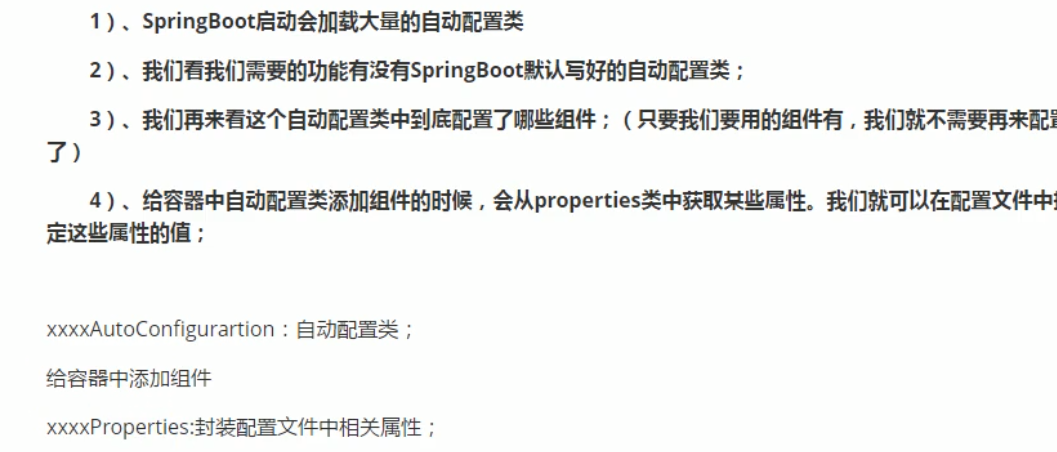 1）、SpringBoot启动会加载大量的自动配置类
2）、我们看我们需要的功能有没有SpringBoot默认写好的自动配置类；
3）、我们再来看这个自动配置类中到底配置了哪些组件；（只要我们要用的组件有，我们就不需要再来配置
了）
4）、给容器中自动配置类添加组件的时候，会从properties类中获取某些属性。我们就可以在配置文件中
定这些属性的值；
xxxxAutoConfigurartion：自动配置类；
给容器中添加组件
xxxxProperties:封装配置文件中相关属性；